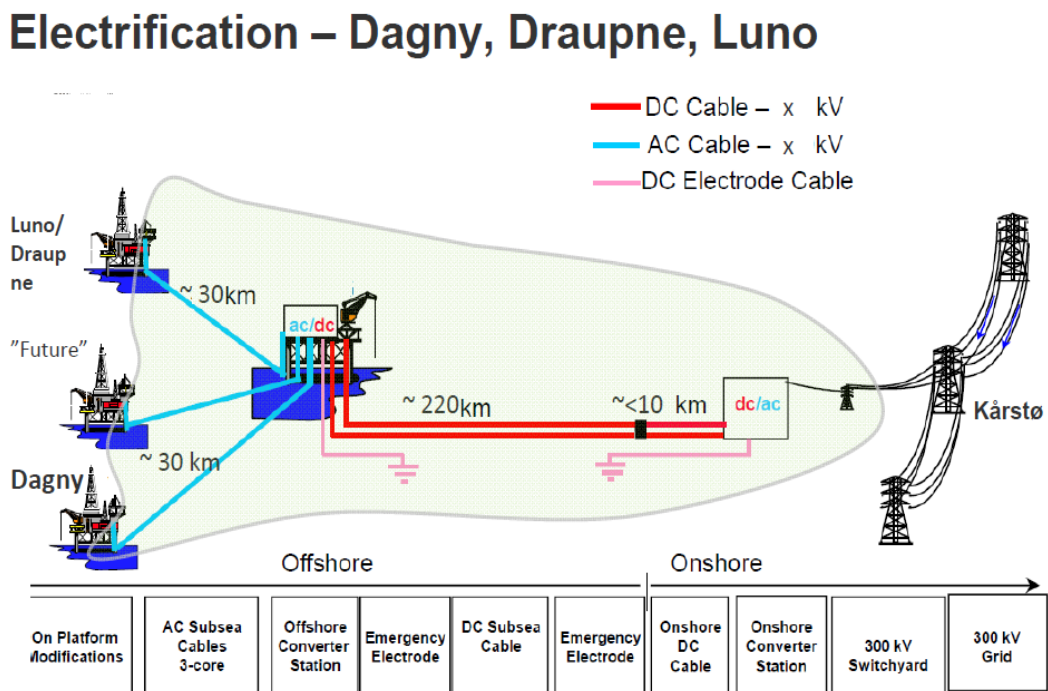 Electrification – Dagny, Draupne, Luno
DC Cable – x kV
AC Cable – x kV
DC Electrode Cable
Luno/
Draup
ne
~ 30km
ac/dc
"Future"
~ 220km
~<10 km
dc/ac
Kårstø
~ 30 km
Dagny
Offshore
Onshore
On Platform
Modifications
AC Subsea
Cables
3-core
Offshore
Converter
Station
Emergency
Electrode
DC Subsea
Cable
Emergency
Electrode
Onshore
DC
Cable
Onshore
Converter
Station
300 kV
Switchyard
300 kV
Grid